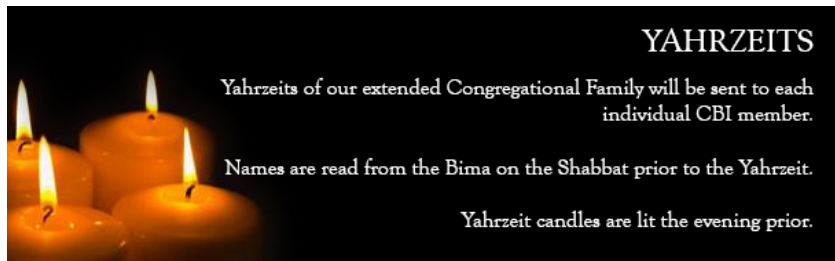 YAHRZEITS
Yahrzeits of our extended Congregational Family will be sent to each
individual CBI member.
Names are read from the Bima on the Shabbat prior to the Yahrzeit.
Yahrzeit candles are lit the evening prior.